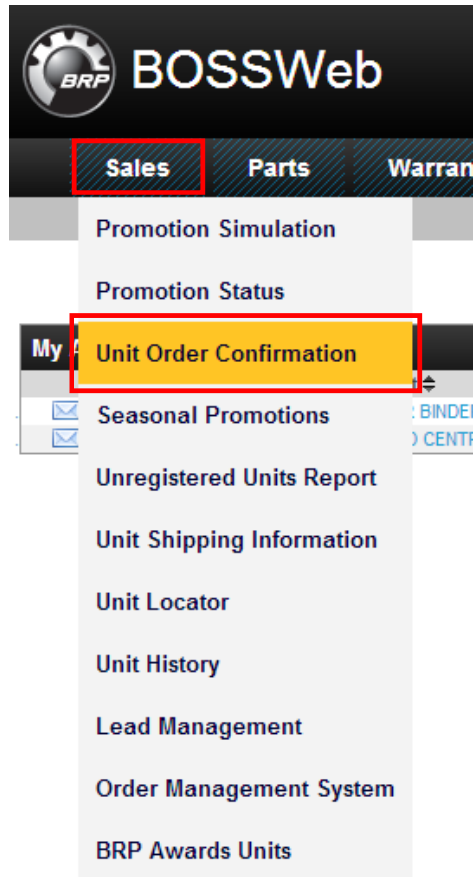 BRP BOSSWeb
Sales Parts
Promotion Simulation
Promotion Status
My
Unit Order Confirmation
Seasonal Promotions
Unregistered Units Report
Unit Shipping Information
Unit Locator
Unit History
Lead Management
Order Management System
BRP Awards Units